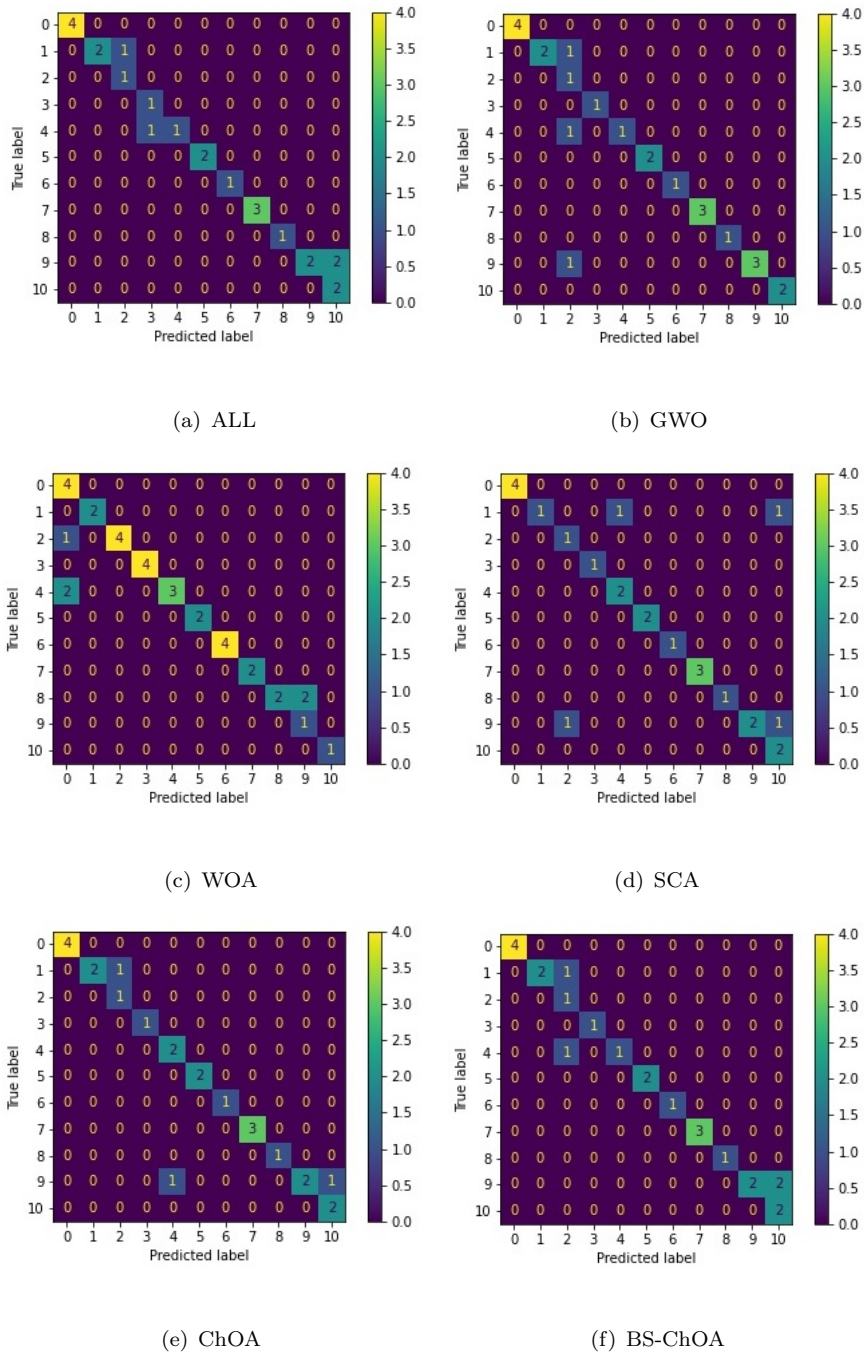 True label
0 4 0 0 0 0 0 0 0 0 0 0
1 0 2 1 0 0 0 0 0 0 0 0
2 0 0 1 0 0 0 0 0 0 0 0
3 0 0 0 1 0 0 0 0 0 0 0
4 0 0 0 1 1 0 0 0 0 0 0
5 0 0 0 0 0 2 0 0 0 0 0
6 0 0 0 0 0 0 1 0 0 0 0
7 0 0 0 0 0 0 0 3 0 0 0
8 0 0 0 0 0 0 0 0 1 0 0
9 0 0 0 0 0 0 0 0 0 2 2
10 0 0 0 0 0 0 0 0 0 0 2
0 1 2 3 4 5 6 7 8 9 10
Predicted label
4.0
3.5
3.0
2.5
2.0
1.5
1.0
0.5
0.0
(a) ALL
True label
0 4 0 0 0 0 0 0 0 0 0 0
1 0 2 1 0 0 0 0 0 0 0 0
2 0 0 1 0 0 0 0 0 0 0 0
3 0 0 0 1 0 0 0 0 0 0 0
4 0 0 1 0 1 0 0 0 0 0 0
5 0 0 0 0 0 2 0 0 0 0 0
6 0 0 0 0 0 0 1 0 0 0 0
7 0 0 0 0 0 0 0 3 0 0 0
8 0 0 0 0 0 0 0 0 1 0 0
9 0 0 1 0 0 0 0 0 0 3 0
10 0 0 0 0 0 0 0 0 0 0 2
0 1 2 3 4 5 6 7 8 9 10
Predicted label
4.0
3.5
3.0
2.5
2.0
1.5
1.0
0.5
0.0
(b) GWO
True label
0 4 0 0 0 0 0 0 0 0 0 0
1 0 2 0 0 0 0 0 0 0 0 0
2 1 0 4 0 0 0 0 0 0 0 0
3 0 0 0 4 0 0 0 0 0 0 0
4 2 0 0 0 3 0 0 0 0 0 0
5 0 0 0 0 0 2 0 0 0 0 0
6 0 0 0 0 0 0 4 0 0 0 0
7 0 0 0 0 0 0 0 2 0 0 0
8 0 0 0 0 0 0 0 0 2 2 0
9 0 0 0 0 0 0 0 0 0 1 0
10 0 0 0 0 0 0 0 0 0 0 1
0 1 2 3 4 5 6 7 8 9 10
Predicted label
4.0
3.5
3.0
2.5
2.0
1.5
1.0
0.5
0.0
(c) WOA
True label
0 4 0 0 0 0 0 0 0 0 0 0
1 0 1 0 0 1 0 0 0 0 0 1
2 0 0 1 0 0 0 0 0 0 0 0
3 0 0 0 1 0 0 0 0 0 0 0
4 0 0 0 0 2 0 0 0 0 0 0
5 0 0 0 0 0 2 0 0 0 0 0
6 0 0 0 0 0 0 1 0 0 0 0
7 0 0 0 0 0 0 0 3 0 0 0
8 0 0 0 0 0 0 0 0 1 0 0
9 0 0 1 0 0 0 0 0 0 2 1
10 0 0 0 0 0 0 0 0 0 0 2
0 1 2 3 4 5 6 7 8 9 10
Predicted label
4.0
3.5
3.0
2.5
2.0
1.5
1.0
0.5
0.0
(d) SCA
True label
0 4 0 0 0 0 0 0 0 0 0 0
1 0 2 1 0 0 0 0 0 0 0 0
2 0 0 1 0 0 0 0 0 0 0 0
3 0 0 0 1 0 0 0 0 0 0 0
4 0 0 0 0 2 0 0 0 0 0 0
5 0 0 0 0 0 2 0 0 0 0 0
6 0 0 0 0 0 0 1 0 0 0 0
7 0 0 0 0 0 0 0 3 0 0 0
8 0 0 0 0 0 0 0 0 1 0 0
9 0 0 0 0 1 0 0 0 0 2 1
10 0 0 0 0 0 0 0 0 0 0 2
0 1 2 3 4 5 6 7 8 9 10
Predicted label
4.0
3.5
3.0
2.5
2.0
1.5
1.0
0.5
0.0
(e) ChOA
True label
0 4 0 0 0 0 0 0 0 0 0 0
1 0 2 1 0 0 0 0 0 0 0 0
2 0 0 1 0 0 0 0 0 0 0 0
3 0 0 0 1 0 0 0 0 0 0 0
4 0 0 1 0 1 0 0 0 0 0 0
5 0 0 0 0 0 2 0 0 0 0 0
6 0 0 0 0 0 0 1 0 0 0 0
7 0 0 0 0 0 0 0 3 0 0 0
8 0 0 0 0 0 0 0 0 1 0 0
9 0 0 0 0 0 0 0 0 0 2 2
10 0 0 0 0 0 0 0 0 0 0 2
0 1 2 3 4 5 6 7 8 9 10
Predicted label
4.0
3.5
3.0
2.5
2.0
1.5
1.0
0.5
0.0
(f) BS-ChOA